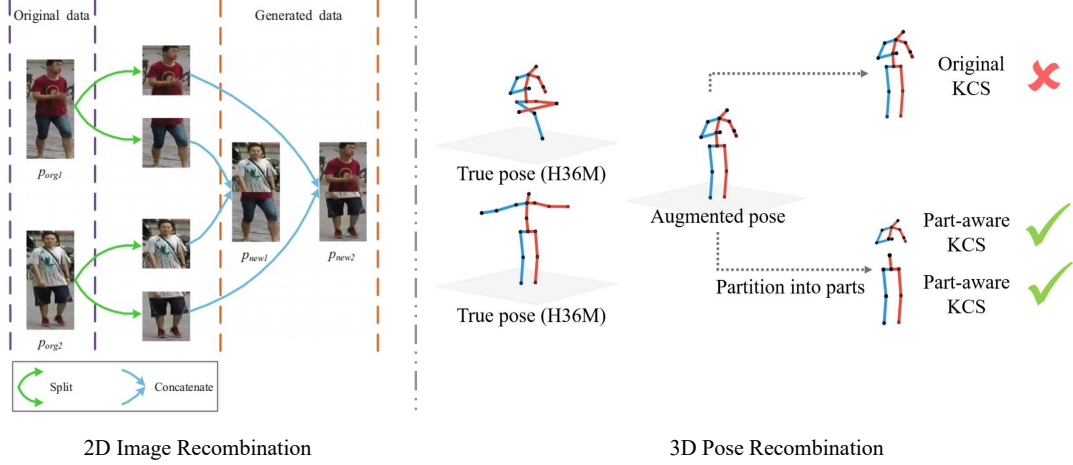 Original data
Generated data
p_org1
p_new1
p_new2
p_org2
Split
Concatenate
2D Image Recombination
True pose (H36M)
True pose (H36M)
Augmented pose
Partition into parts
Original
KCS
Part-aware
KCS
Part-aware
KCS
3D Pose Recombination